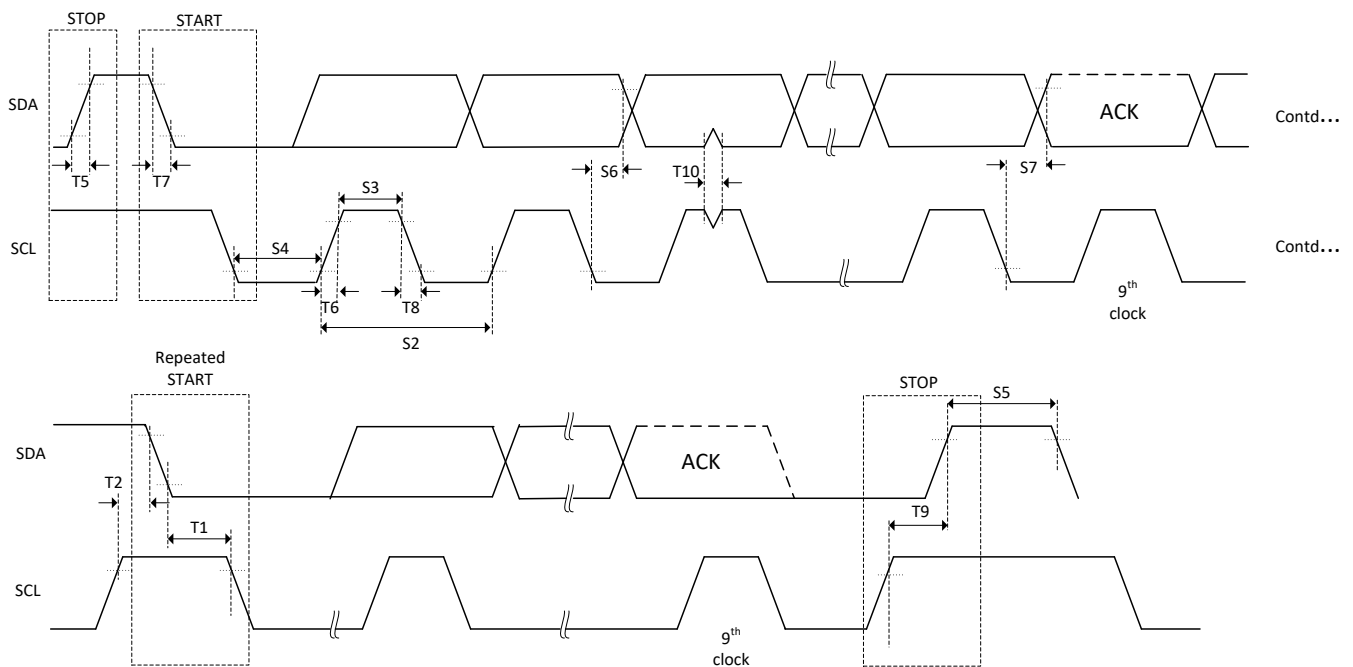 STOP
START
SDA
ACK
Contd...
T5
T7
S6
T10
S7
S3
SCL
S4
Contd...
T6
T8
9th
clock
S2
Repeated
START
STOP
S5
SDA
ACK
T2
T9
T1
SCL
9th
clock